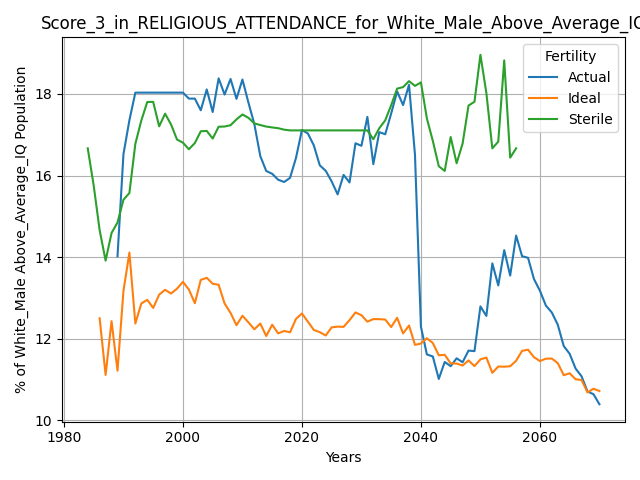 Score_3_in_RELIGIOUS_ATTENDANCE_for_White_Male_Above_Average_IQ
% of White_Male Above_Average_IQ Population
18
16
14
12
10
Fertility
Actual
Ideal
Sterile
1980
2000
2020
2040
2060
Years